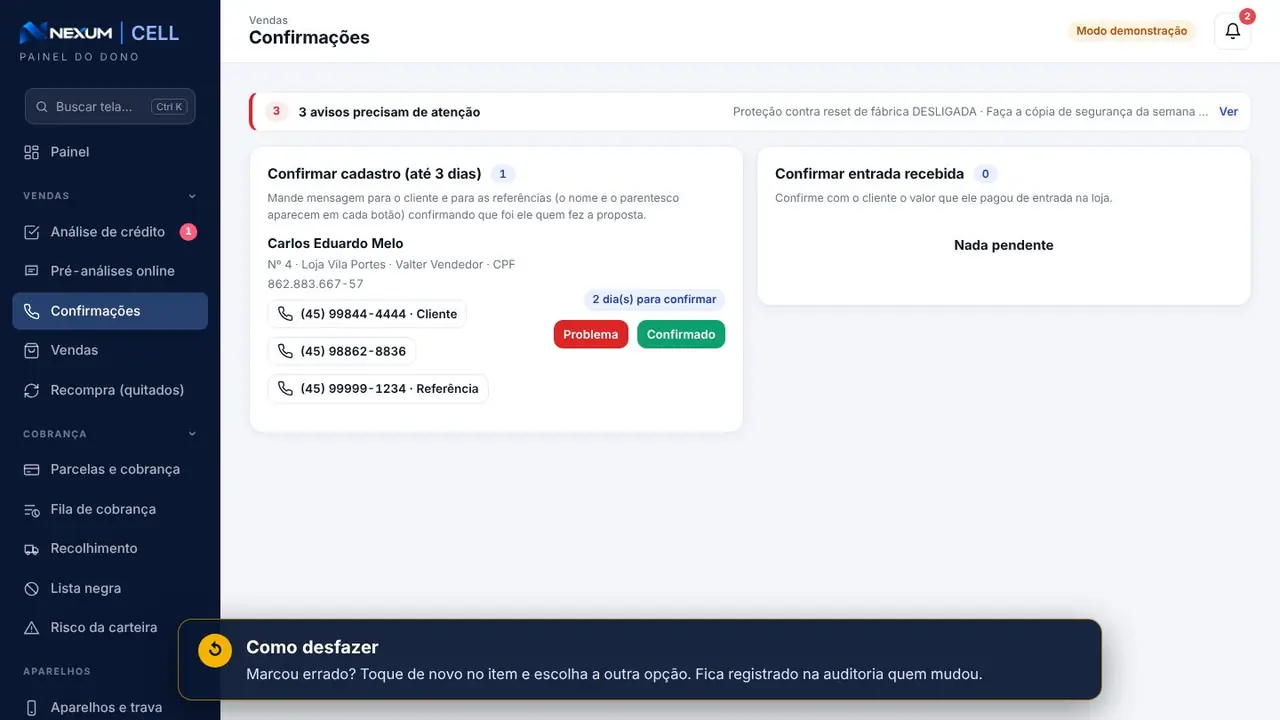 NEXUM | CELL
PAINEL DO DONO
Buscar tela... Ctrl K
Painel
VENDAS
Análise de crédito 1
Pré-análises online
Confirmações
Vendas
Recompra (quitados)
COBRANÇA
Parcelas e cobrança
Fila de cobrança
Recolhimento
Lista negra
Risco da carteira
APARELHOS
Aparelhos e trava
Vendas
Confirmações
Modo demonstração
2
3 3 avisos precisam de atenção
Proteção contra reset de fábrica DESLIGADA · Faça a cópia de segurança da semana ... Ver
Confirmar cadastro (até 3 dias) 1
Mande mensagem para o cliente e para as referências (o nome e o parentesco
aparecem em cada botão) confirmando que foi ele quem fez a proposta.
Carlos Eduardo Melo
Nº 4 · Loja Vila Portes · Valter Vendedor · CPF
862.883.667-57
(45) 99844-4444 · Cliente
(45) 98862-8836
(45) 99999-1234 · Referência
2 dia(s) para confirmar
Problema Confirmado
Confirmar entrada recebida 0
Confirme com o cliente o valor que ele pagou de entrada na loja.
Nada pendente
Como desfazer
Marcou errado? Toque de novo no item e escolha a outra opção. Fica registrado na auditoria quem mudou.